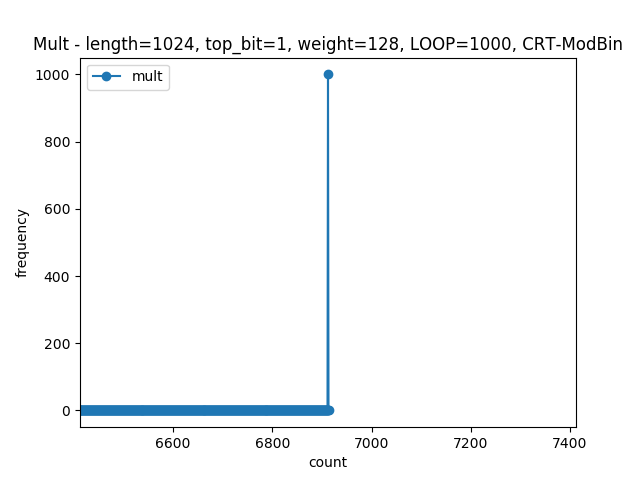 Mult - length=1024, top_bit=1, weight=128, LOOP=1000, CRT-ModBin
mult
1000
800
600
400
200
0
frequency
6600 6800 7000 7200 7400
count